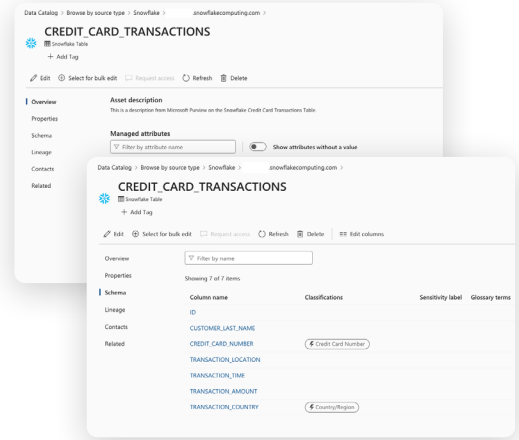 Data Catalog > Browse by source type > Snowflake > .snowflakecomputing.com >
CREDIT_CARD_TRANSACTIONS
Snowflake Table
+ Add Tag
Edit Select for bulk edit Request access Refresh Delete
Overview
Properties
Schema
Lineage
Contacts
Related
Asset description
This is a description from Microsoft Purview on the Snowflake Credit Card Transactions Table
Managed attributes
Filter by attribute name Show attributes without a value
Data Catalog > Browse by source type > Snowflake > .snowflakecomputing.com >
CREDIT_CARD_TRANSACTIONS
Snowflake Table
+ Add Tag
Edit Select for bulk edit Request access Refresh Delete Edit columns
Overview
Properties
Schema
Lineage
Contacts
Related
Filter by name
Showing 7 of 7 items
Column name Classifications Sensitivity label Glossary terms
ID
CUSTOMER_LAST_NAME
CREDIT_CARD_NUMBER Credit Card Number
TRANSACTION_LOCATION
TRANSACTION_TIME
TRANSACTION_AMOUNT
TRANSACTION_COUNTRY Country/Region